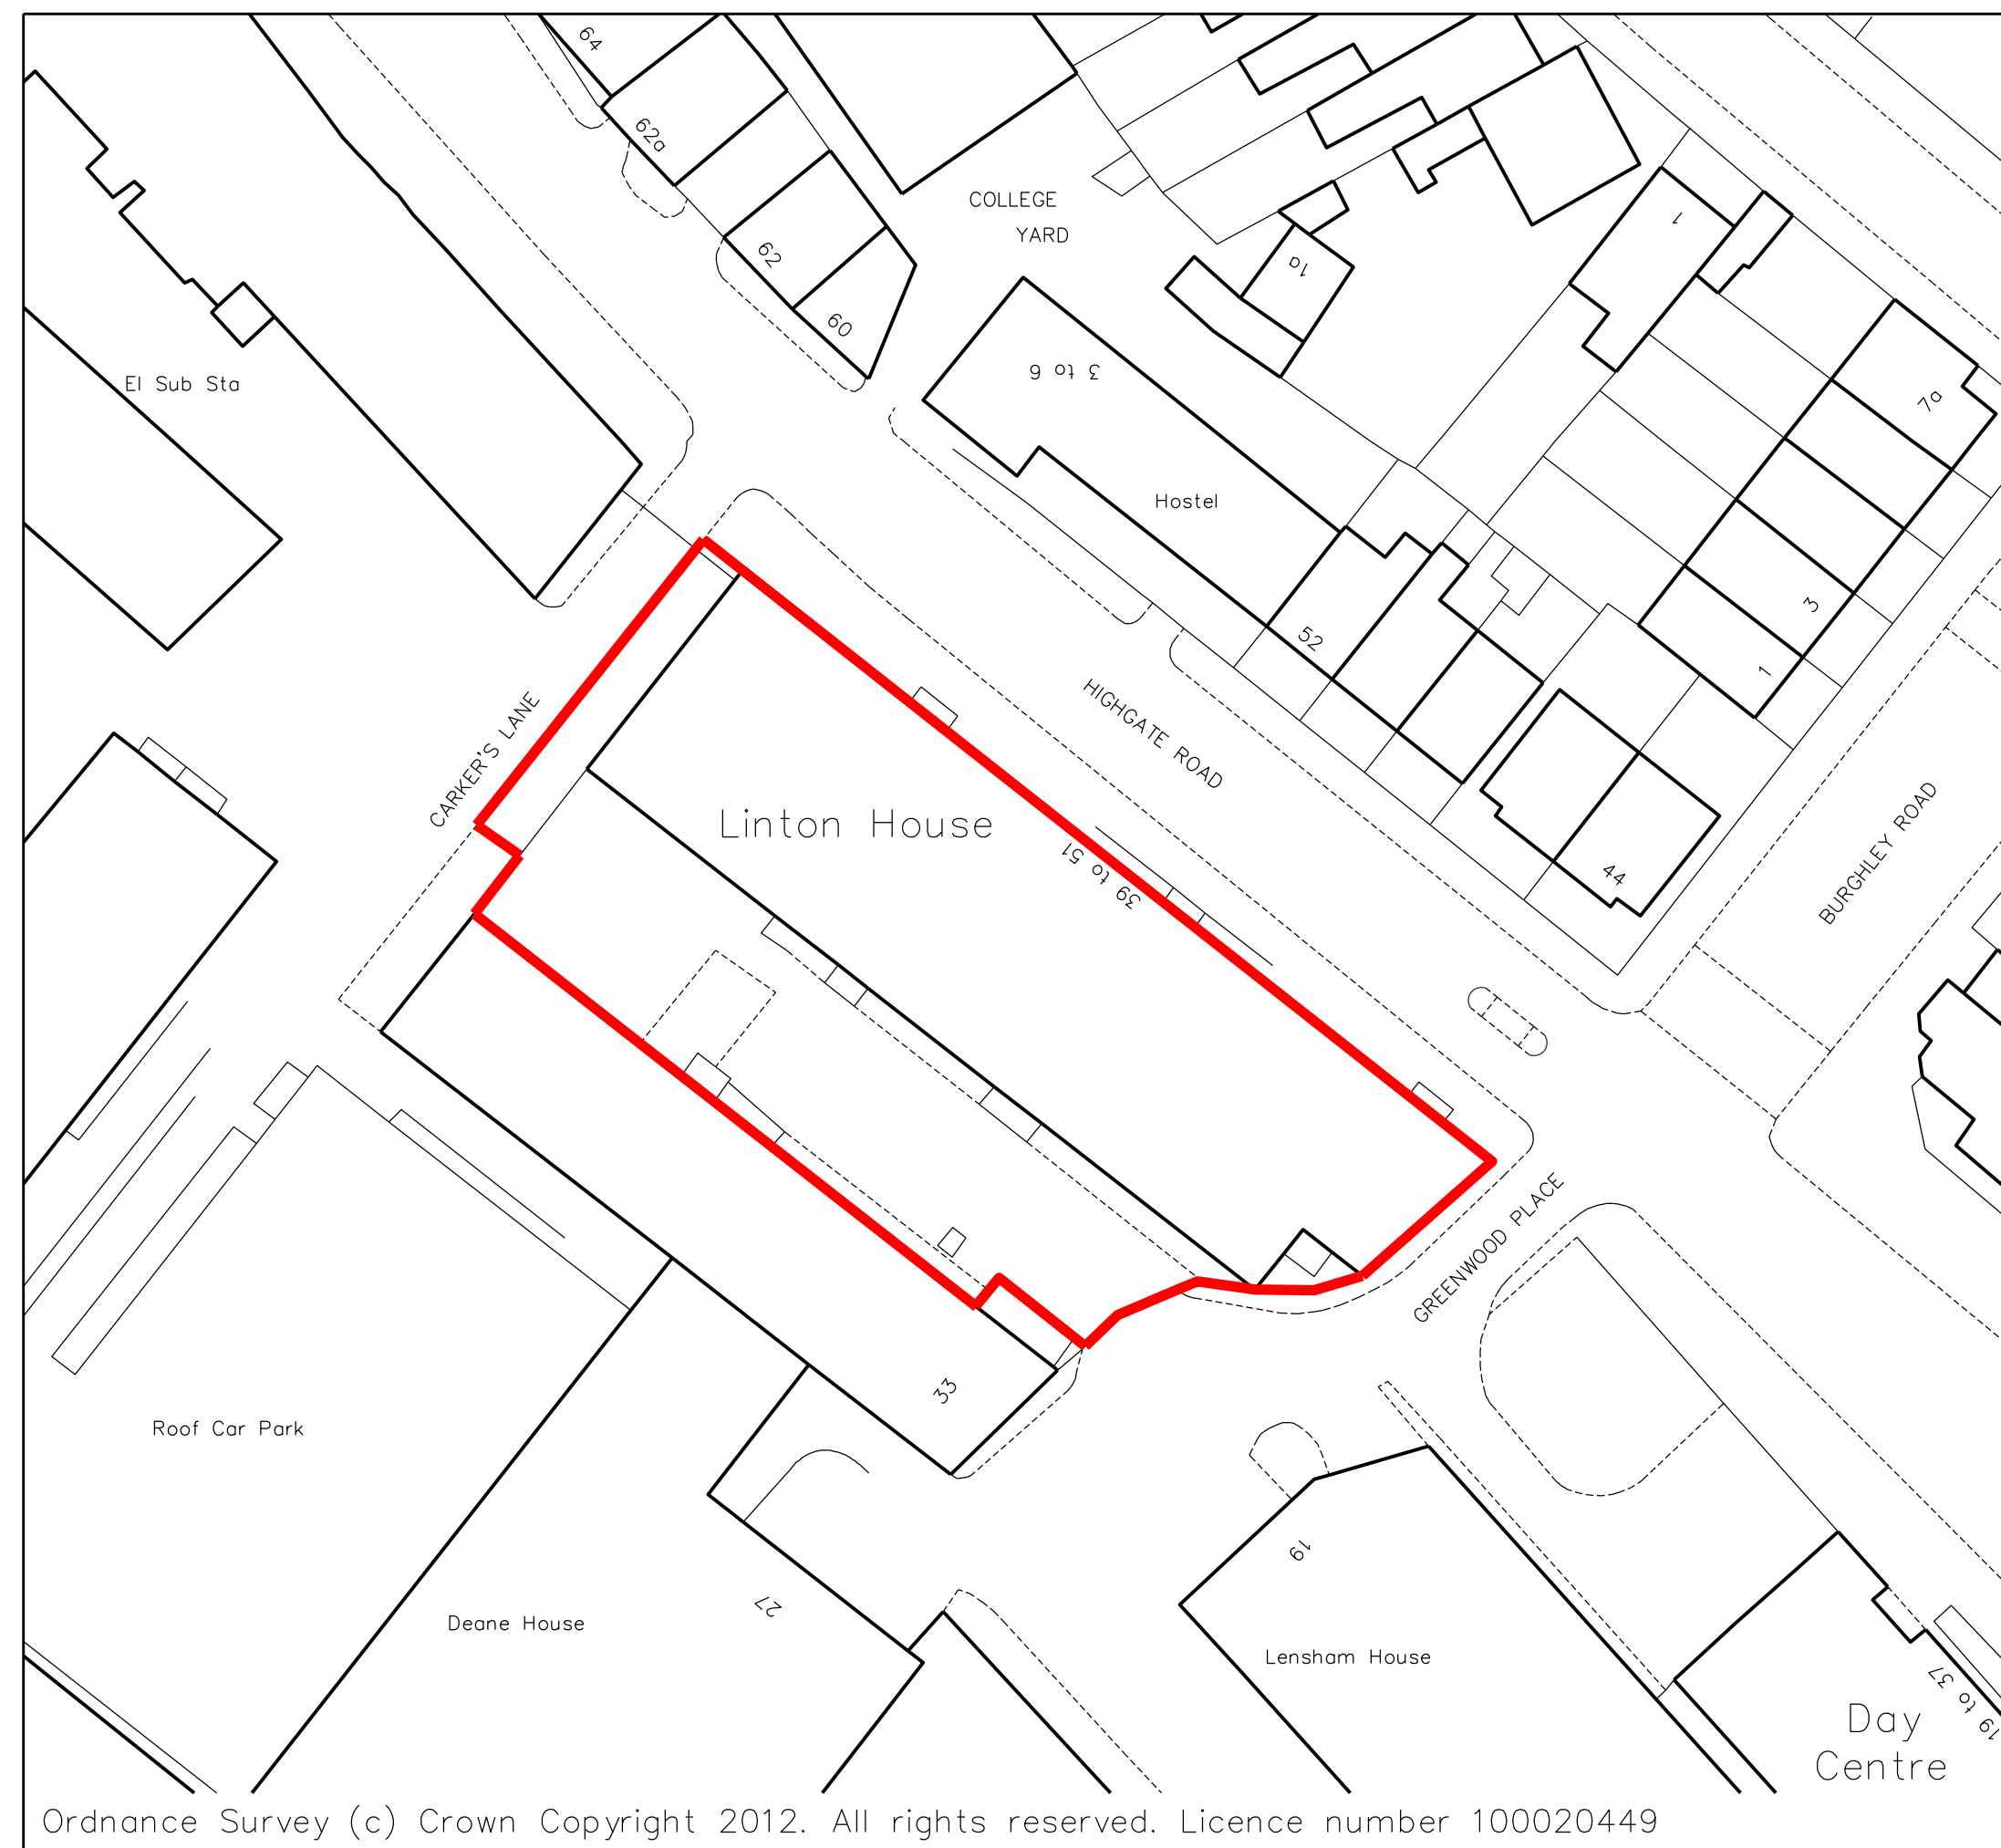 64
62a
62
60
COLLEGE
YARD
1a
1
7a
3 to 6
El Sub Sta
Hostel
52
3
1
HIGHGATE ROAD
CARKER'S LANE
Linton House
39 to 51
44
BURGHLEY ROAD
GREENWOOD PLACE
33
Roof Car Park
19
27
Deane House
Lensham House
19 to 37
Day
Centre
Ordnance Survey (c) Crown Copyright 2012. All rights reserved. Licence number 100020449